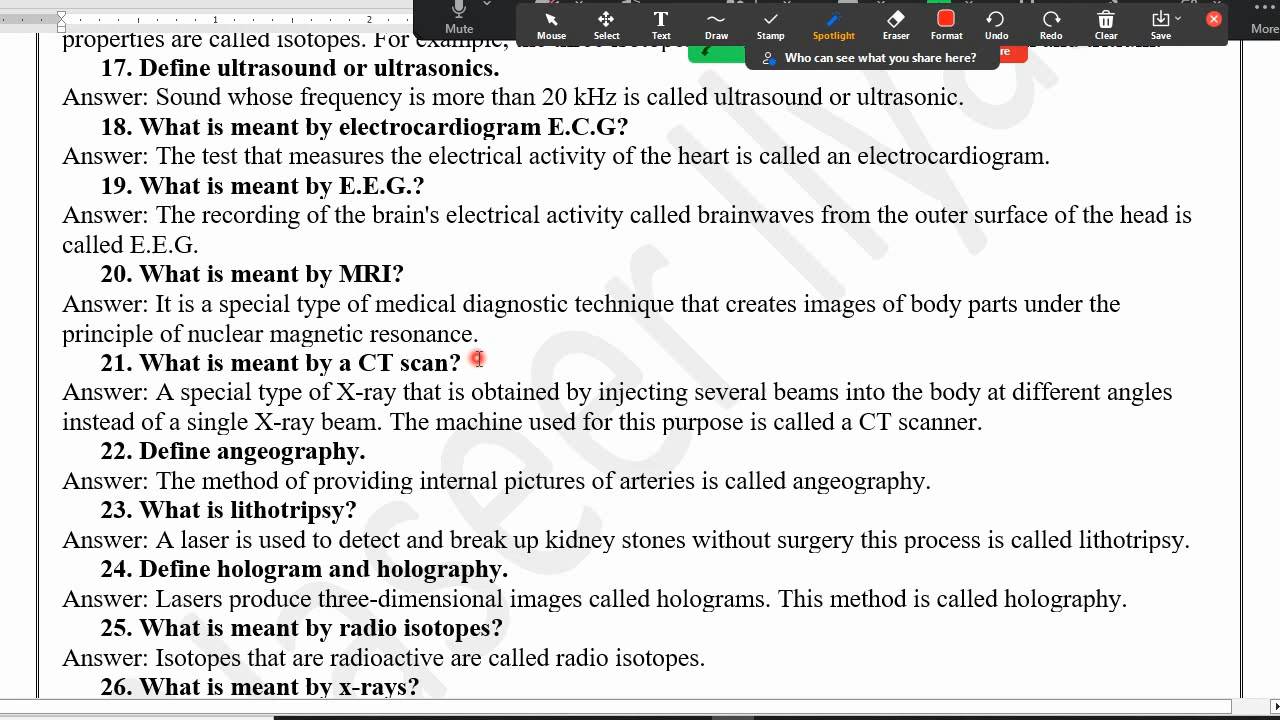 1 2
Mute
Mouse Select Text Draw Stamp Spotlight Eraser Format Undo Redo Clear Save
More
Who can see what you share here?
properties are called isotopes. For example,
17. Define ultrasound or ultrasonics.
Answer: Sound whose frequency is more than 20 kHz is called ultrasound or ultrasonic.
18. What is meant by electrocardiogram E.C.G?
Answer: The test that measures the electrical activity of the heart is called an electrocardiogram.
19. What is meant by E.E.G.?
Answer: The recording of the brain's electrical activity called brainwaves from the outer surface of the head is
called E.E.G.
20. What is meant by MRI?
Answer: It is a special type of medical diagnostic technique that creates images of body parts under the
principle of nuclear magnetic resonance.
21. What is meant by a CT scan?
Answer: A special type of X-ray that is obtained by injecting several beams into the body at different angles
instead of a single X-ray beam. The machine used for this purpose is called a CT scanner.
22. Define angeography.
Answer: The method of providing internal pictures of arteries is called angeography.
23. What is lithotripsy?
Answer: A laser is used to detect and break up kidney stones without surgery this process is called lithotripsy.
24. Define hologram and holography.
Answer: Lasers produce three-dimensional images called holograms. This method is called holography.
25. What is meant by radio isotopes?
Answer: Isotopes that are radioactive are called radio isotopes.
26. What is meant by x-rays?